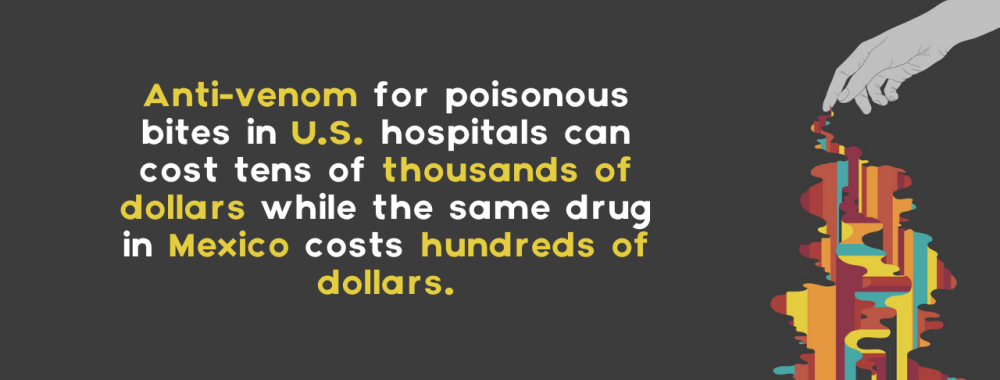 Anti-venom for poisonous
bites in U.S. hospitals can
cost tens of thousands of
dollars while the same drug
in Mexico costs hundreds of
dollars.